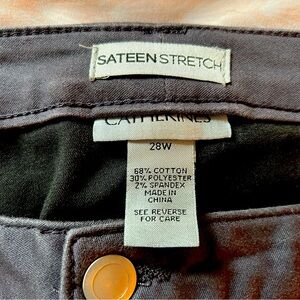 SATEEN STRETCH
CATHERINES
28W
68% COTTON
30% POLYESTER
2% SPANDEX
MADE IN
CHINA
SEE REVERSE
FOR CARE